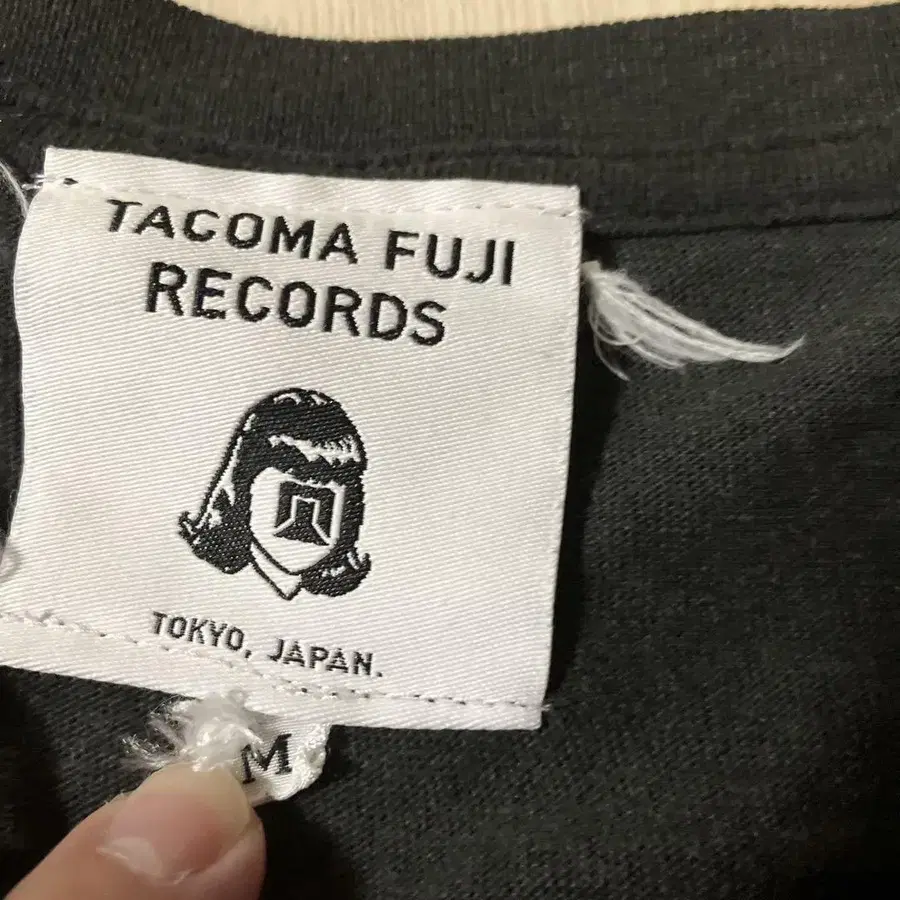 TACOMA FUJI
RECORDS
TOKYO, JAPAN.
M